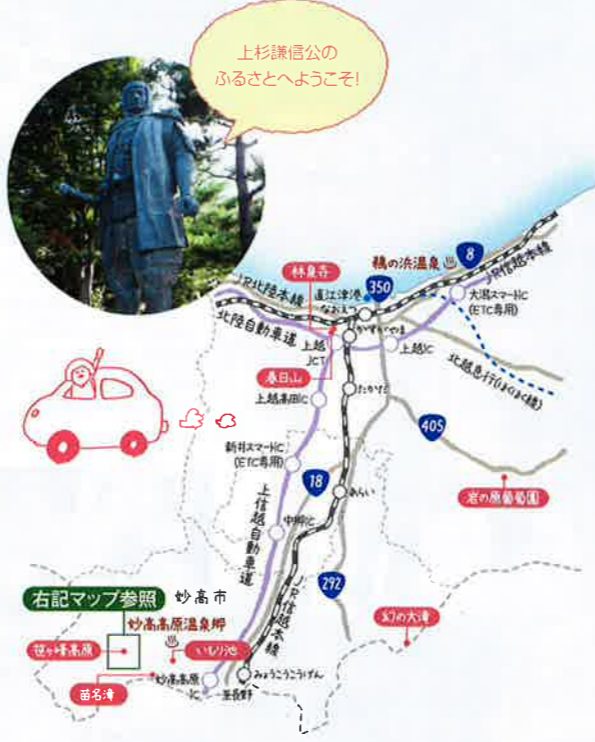 上杉謙信公の
ふるさとへようこそ!
林泉寺
鵜の浜温泉
8
JR北陸本線
直江津港
なおえつ
350
JR信越本線
大潟スマートIC
(ETC専用)
北陸自動車道
上越
JCT
かすがやま
上越IC
北越急行(ほくほく線)
春日山
上越高田IC
たかだ
405
新井スマートIC
(ETC専用)
18
あらい
岩の原葡萄園
上信越自動車道
中郷IC
292
JR信越本線
右記マップ参照
妙高市
妙高高原温泉郷
幻の大滝
笹ヶ峰高原
いもり池
苗名滝
妙高高原
IC
至長野
みょうこうこうげん